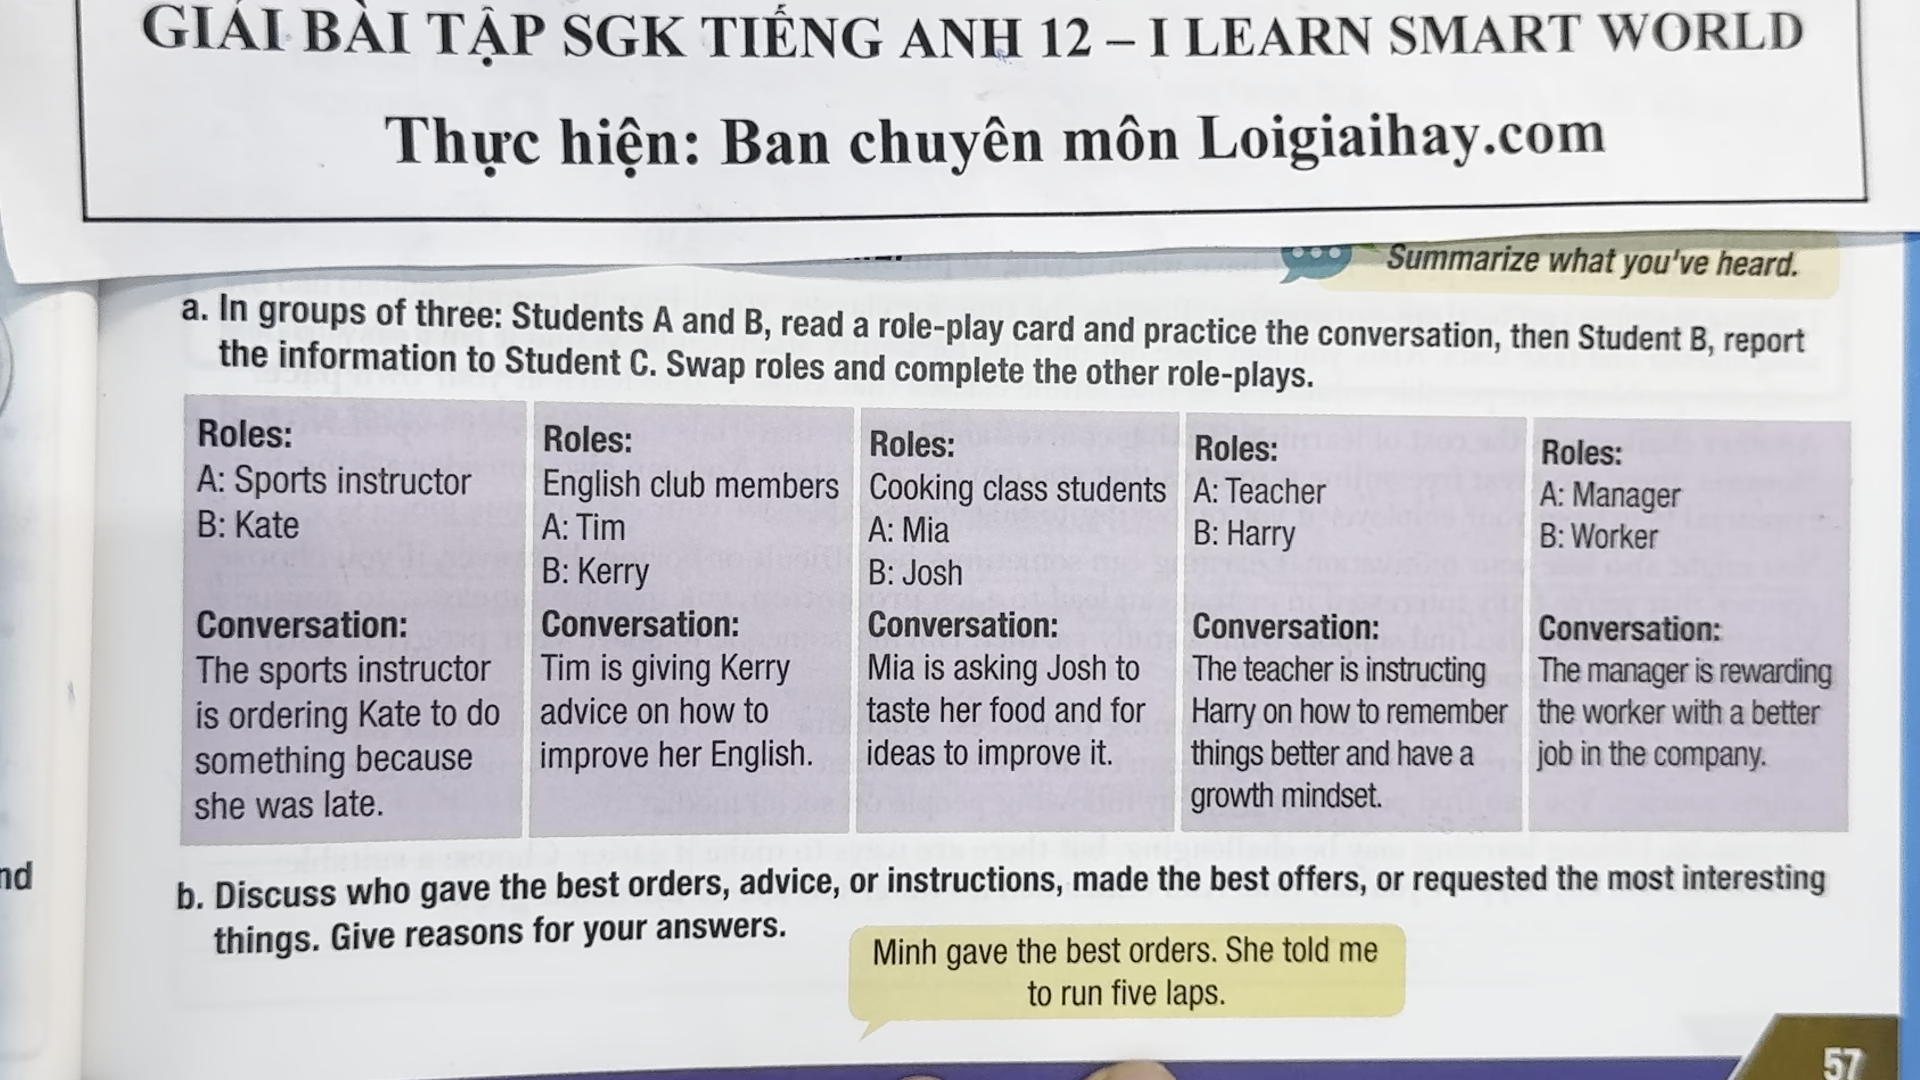 GIẢI BÀI TẬP SGK TIẾNG ANH 12 – I LEARN SMART WORLD
Thực hiện: Ban chuyên môn Loigiaihay.com
Summarize what you've heard.
a. In groups of three: Students A and B, read a role-play card and practice the conversation, then Student B, report
the information to Student C. Swap roles and complete the other role-plays.
Roles:
A: Sports instructor
B: Kate
Conversation:
The sports instructor
is ordering Kate to do
something because
she was late.
Roles:
English club members
A: Tim
B: Kerry
Conversation:
Tim is giving Kerry
advice on how to
improve her English.
Roles:
Cooking class students
A: Mia
B: Josh
Conversation:
Mia is asking Josh to
taste her food and for
ideas to improve it.
Roles:
A: Teacher
B: Harry
Conversation:
The teacher is instructing
Harry on how to remember
things better and have a
growth mindset.
Roles:
A: Manager
B: Worker
Conversation:
The manager is rewarding
the worker with a better
job in the company.
nd
b. Discuss who gave the best orders, advice, or instructions, made the best offers, or requested the most interesting
things. Give reasons for your answers.
Minh gave the best orders. She told me
to run five laps.
57